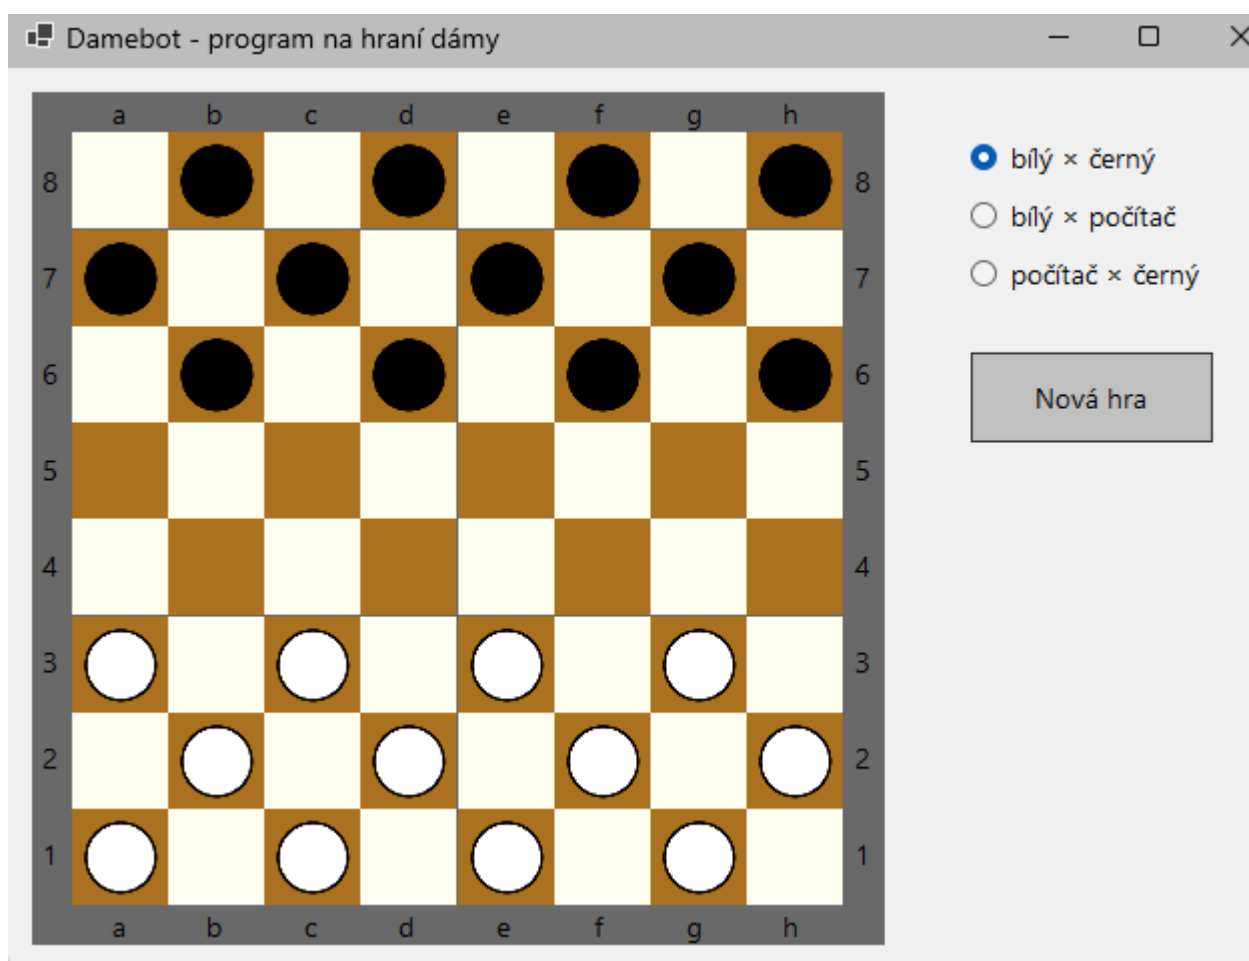 Damebot - program na hraní dámy
a b c d e f g h
8 8
7 7
6 6
5 5
4 4
3 3
2 2
1 1
a b c d e f g h
bílý × černý
bílý × počítač
počítač × černý
Nová hra